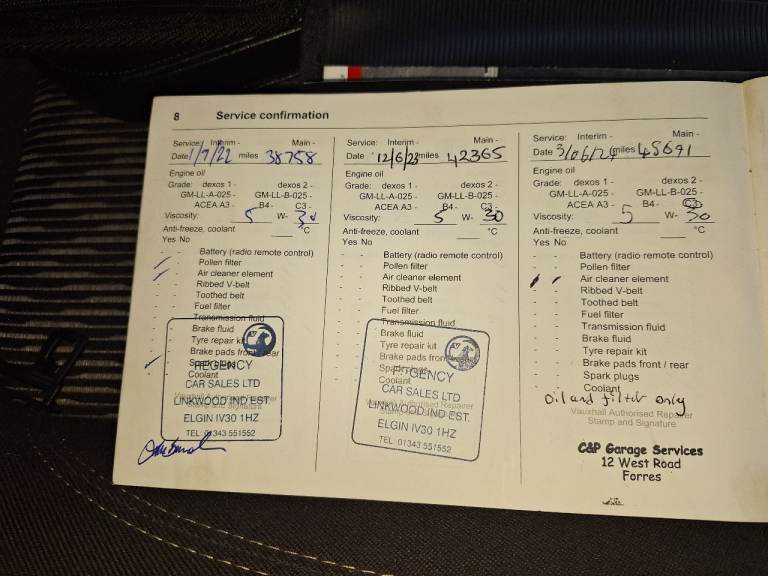 8 Service confirmation
Service: Interim - Main -
Date 1/7/22 miles 38758
Engine oil
Grade: dexos 1 - dexos 2 -
GM-LL-A-025 - GM-LL-B-025 -
ACEA A3 - B4- C3 -
Viscosity: 5 W- 30
Anti-freeze, coolant °C
Yes No
- - Battery (radio remote control)
- - Pollen filter
- - Air cleaner element
- - Ribbed V-belt
- - Toothed belt
- - Fuel filter
- - Transmission fluid
- - Brake fluid
- - Tyre repair kit
- - Brake pads front / rear
- - Spark plugs
- - Coolant
Vauxhall Authorised Repairer
Stamp and signature
REGENCY
CAR SALES LTD
LINKWOOD IND EST.
ELGIN IV30 1HZ
TEL: 01343 551552
Service: Interim - Main -
Date 12/6/23 miles 42365
Engine oil
Grade: dexos 1 - dexos 2 -
GM-LL-A-025 - GM-LL-B-025 -
ACEA A3 - B4- C3 -
Viscosity: 5 W- 30
Anti-freeze, coolant °C
Yes No
- - Battery (radio remote control)
- - Pollen filter
- - Air cleaner element
- - Ribbed V-belt
- - Toothed belt
- - Fuel filter
- - Transmission fluid
- - Brake fluid
- - Tyre repair kit
- - Brake pads front
- - Spark plugs
- - Coolant
Vauxhall Authorised Repairer
CAR SALES LTD
LINKWOOD IND EST.
ELGIN IV30 1HZ
TEL: 01343 551552
Service: Interim - Main -
Date 3/06/24 miles 45691
Engine oil
Grade: dexos 1 - dexos 2 -
GM-LL-A-025 - GM-LL-B-025 -
ACEA A3 - B4- C3 -
Viscosity: 5 W- 30
Anti-freeze, coolant °C
Yes No
- - Battery (radio remote control)
- - Pollen filter
- - Air cleaner element
- - Ribbed V-belt
- - Toothed belt
- - Fuel filter
- - Transmission fluid
- - Brake fluid
- - Tyre repair kit
- - Brake pads front / rear
- - Spark plugs
- - Coolant
Oil and filter only
Vauxhall Authorised Repairer
Stamp and Signature
C&P Garage Services
12 West Road
Forres